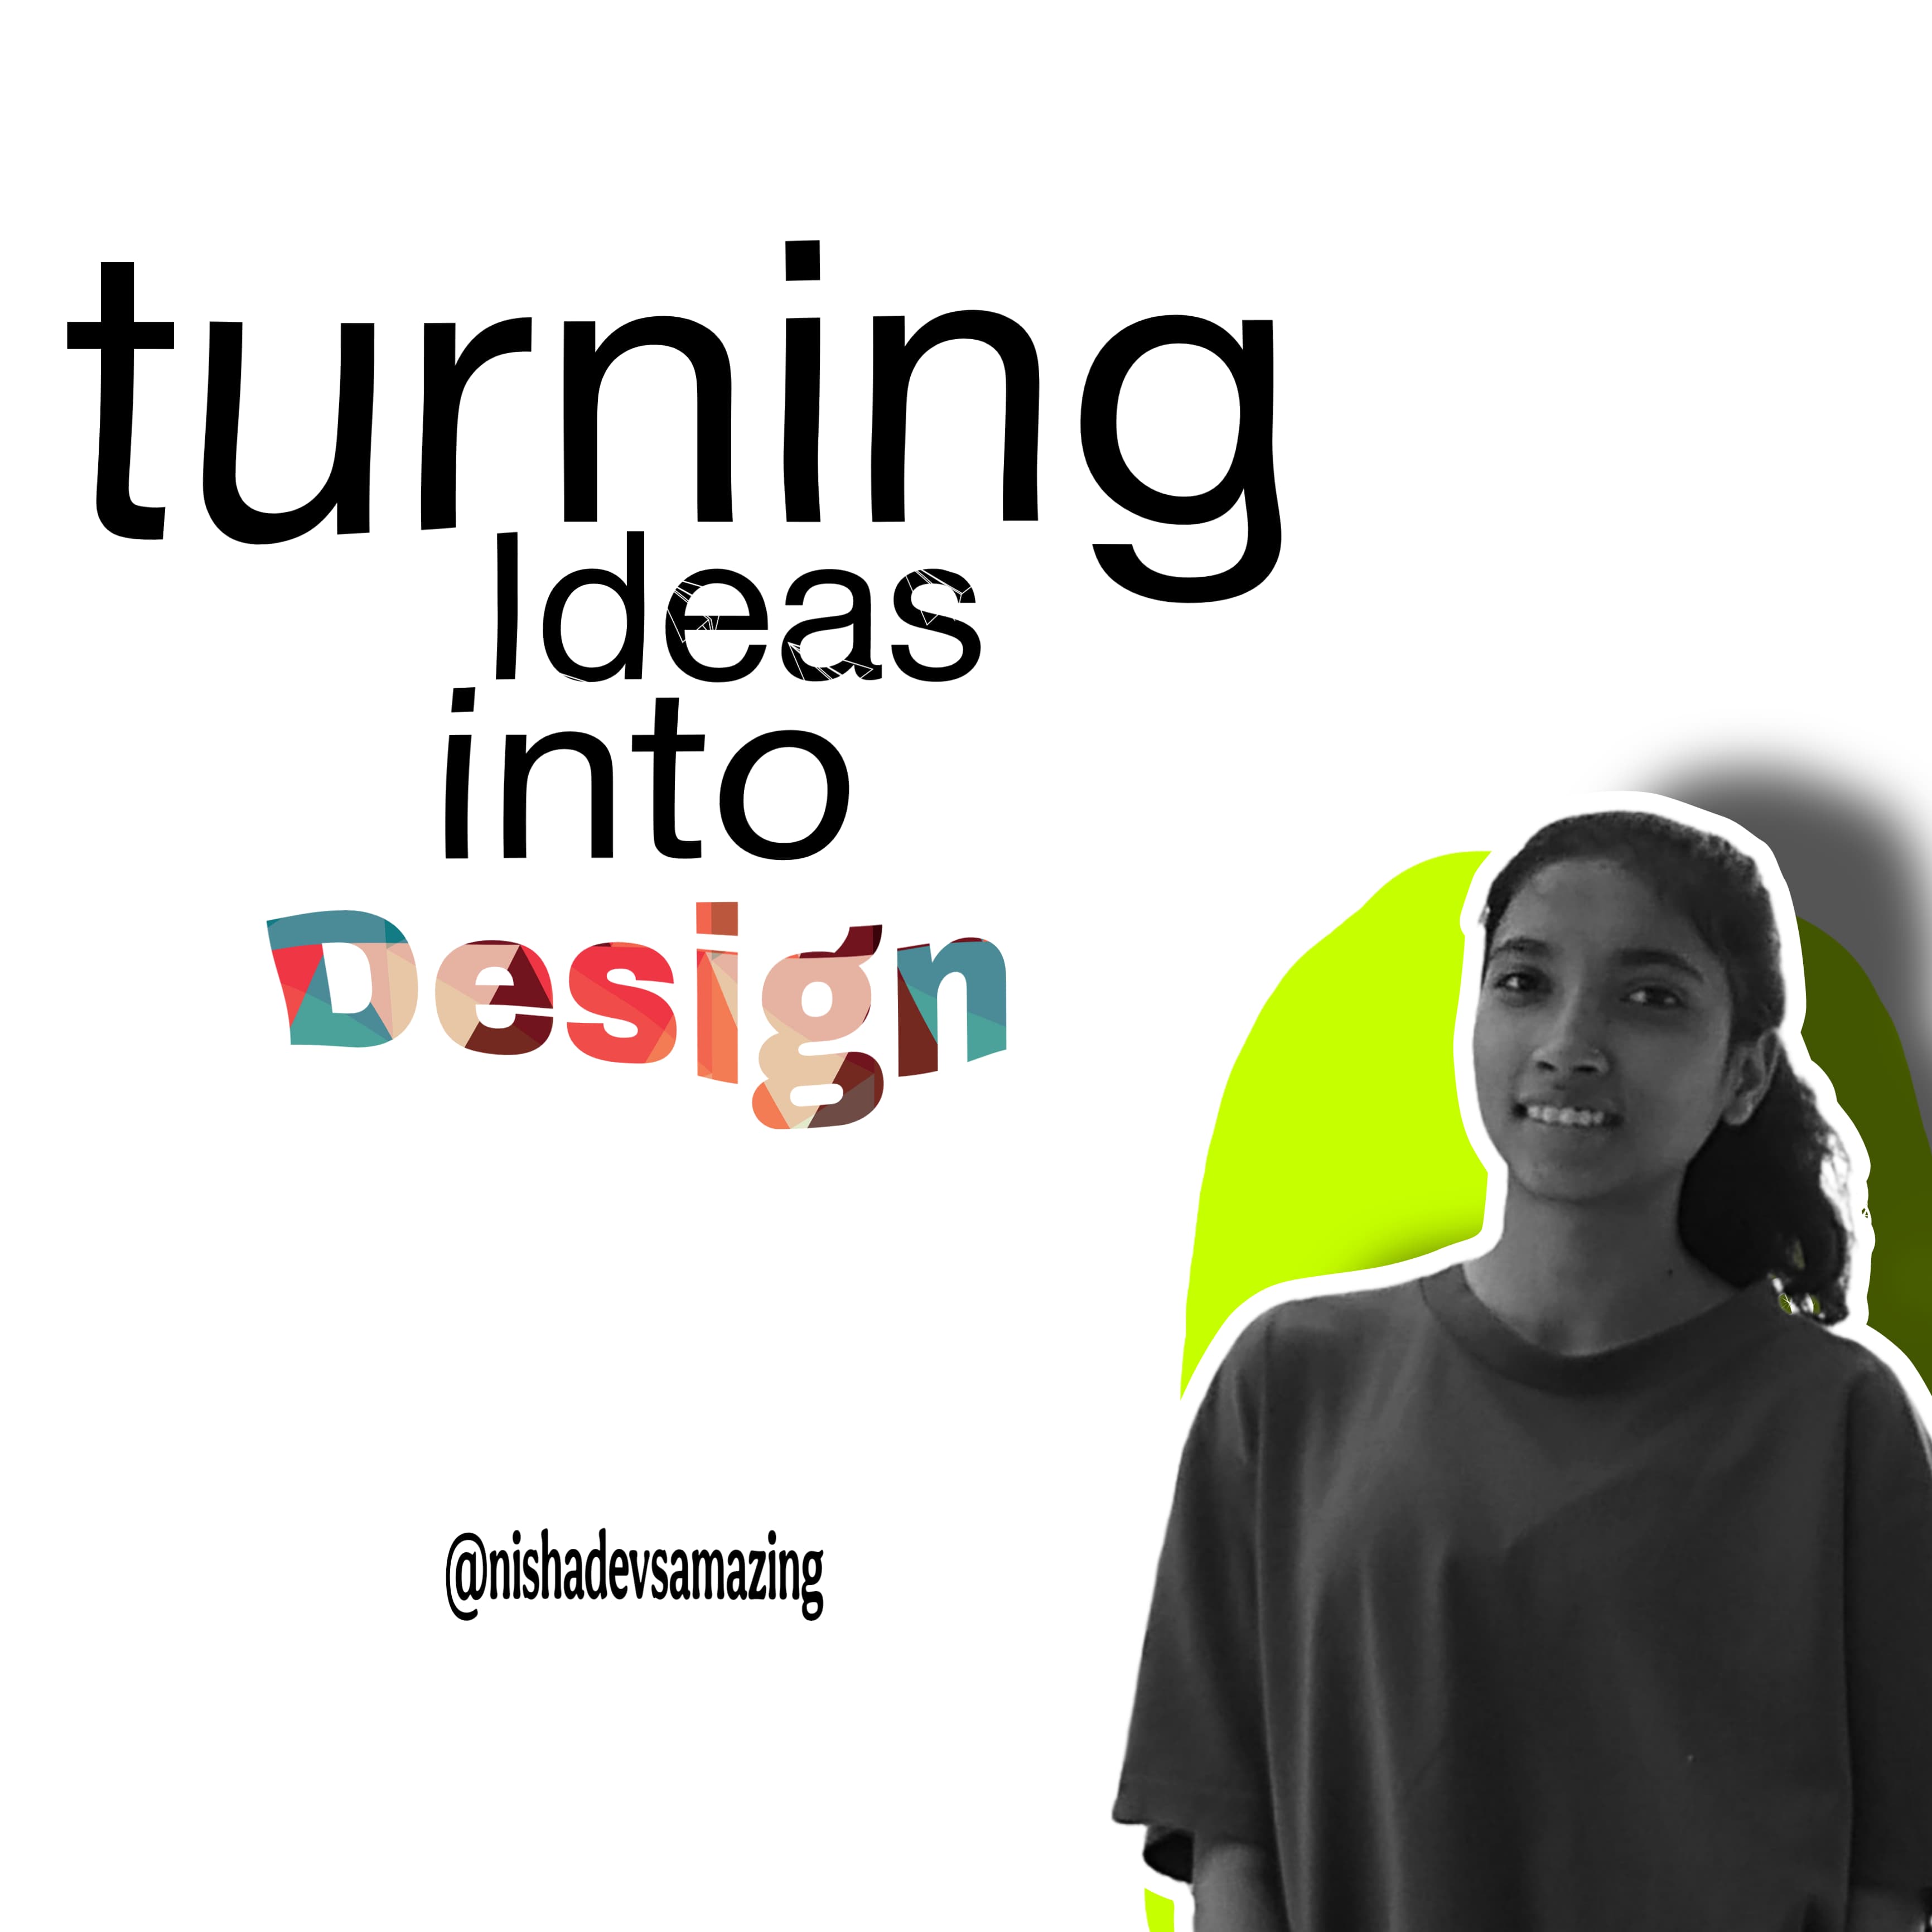 turning
Ideas
into
Design
@nishadevsamazing